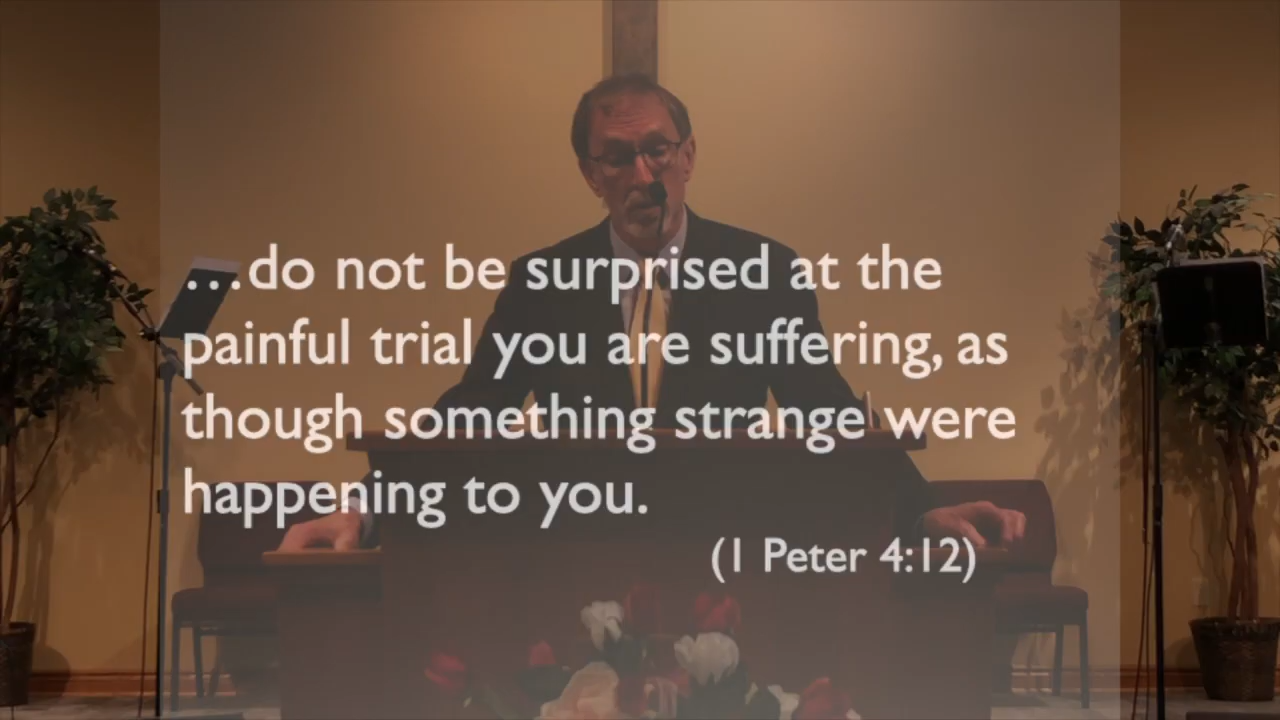 …do not be surprised at the
painful trial you are suffering, as
though something strange were
happening to you.
(1 Peter 4:12)